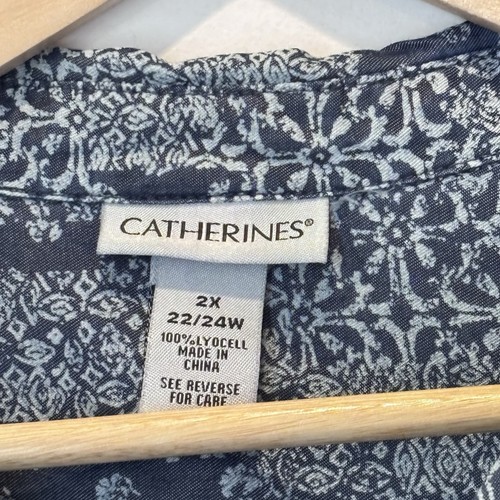 CATHERINES®
2X
22/24W
100%LYOCELL
MADE IN
CHINA
SEE REVERSE
FOR CARE